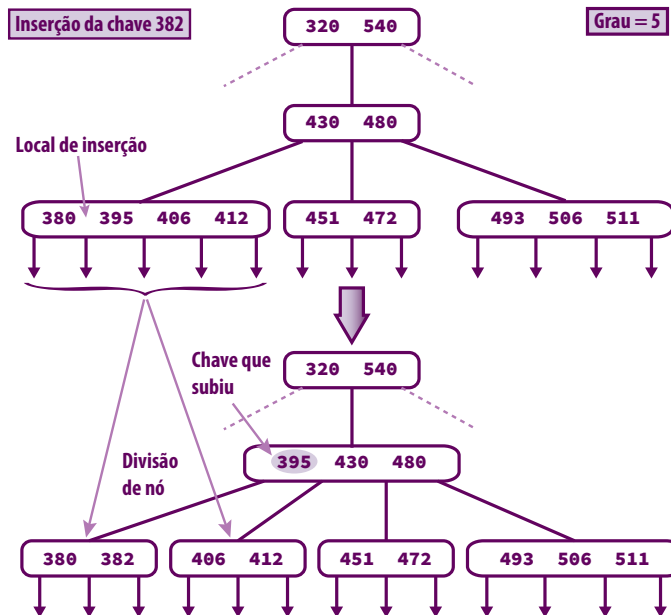 Inserção da chave 382
Grau = 5
320 540
430 480
Local de inserção
380 395 406 412
451 472
493 506 511
Chave que
subiu
320 540
395 430 480
Divisão
de nó
380 382
406 412
451 472
493 506 511